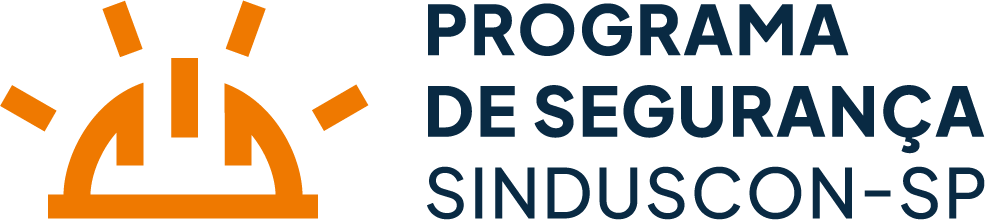 PROGRAMA
DE SEGURANÇA
SINDUSCON-SP